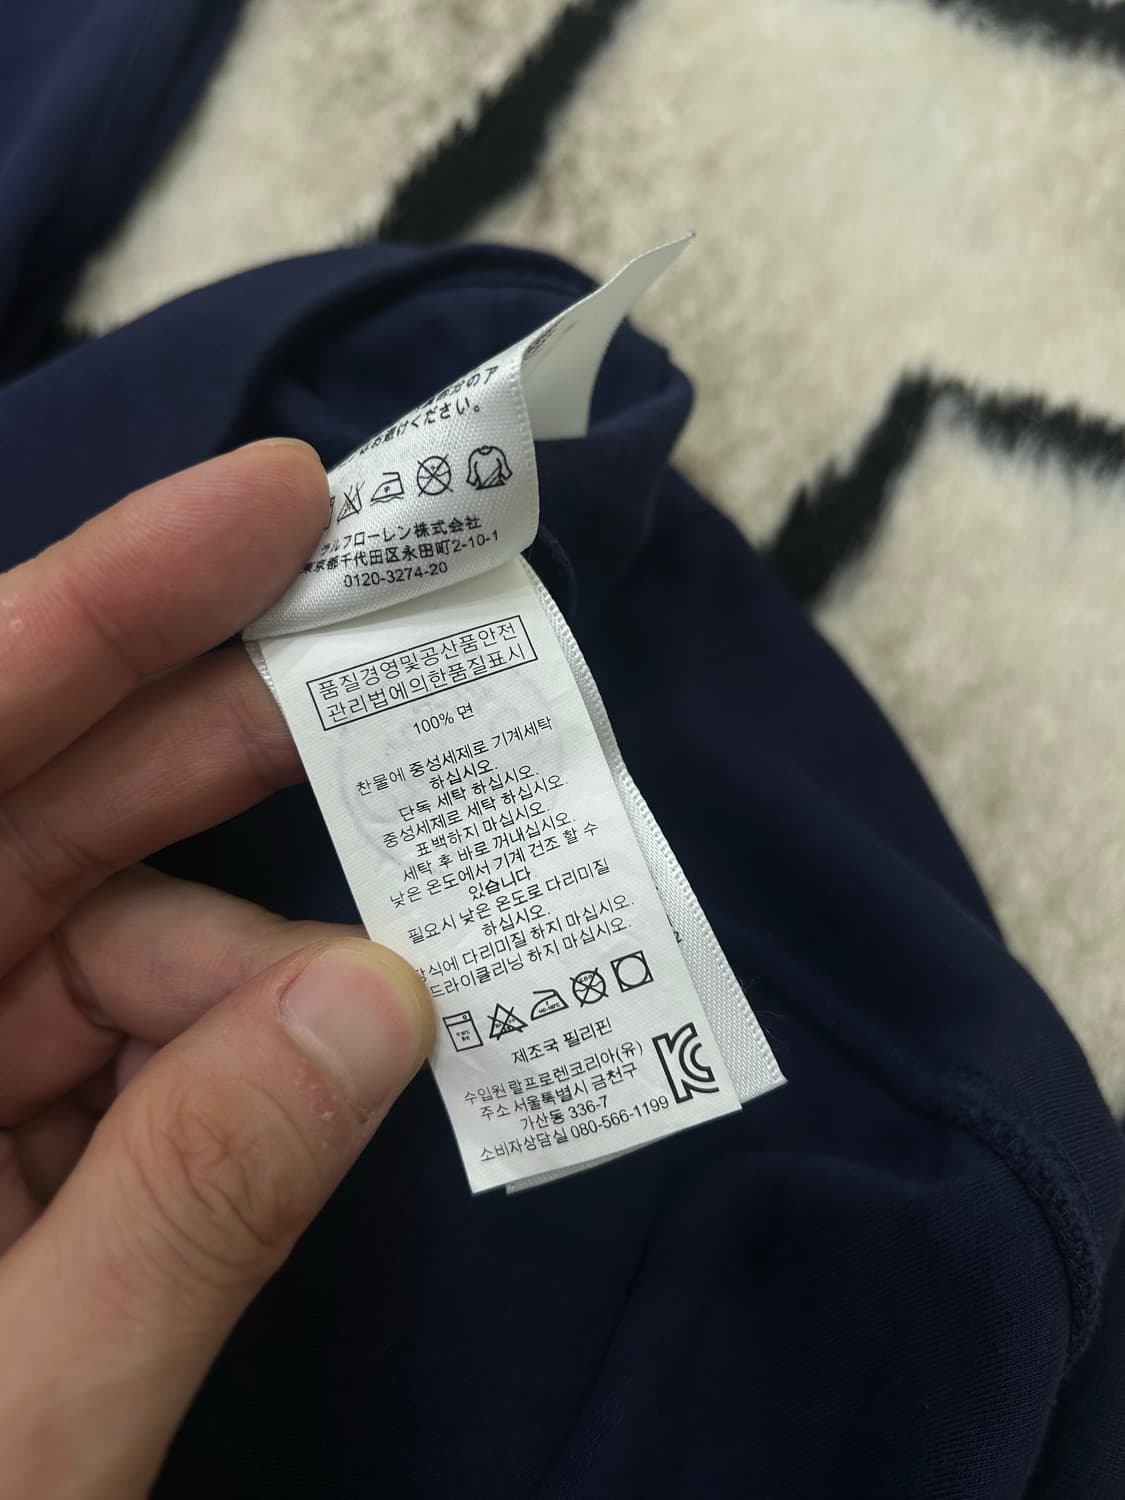 のア
お避けください。
ラルフローレン株式会社
東京都千代田区永田町2-10-1
0120-3274-20
품질경영및공산품안전
관리법에의한품질표시
100% 면
찬물에 중성세제로 기계세탁
하십시오.
단독 세탁 하십시오.
중성세제로 세탁 하십시오.
표백하지 마십시오.
세탁 후 바로 꺼내십시오.
낮은 온도에서 기계 건조 할 수
있습니다
필요시 낮은 온도로 다리미질
하십시오.
장식에 다리미질 하지 마십시오.
드라이클리닝 하지 마십시오.
제조국 필리핀
수입원 랄프로렌코리아(유)
주소 서울특별시 금천구
가산동 336-7
소비자상담실 080-566-1199
2